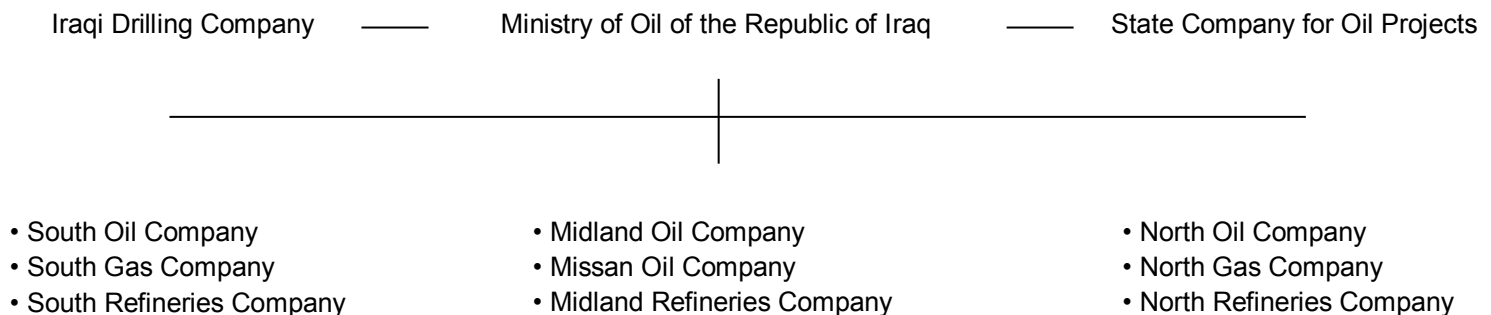 Iraqi Drilling Company Ministry of Oil of the Republic of Iraq State Company for Oil Projects
• South Oil Company
• South Gas Company
• South Refineries Company
• Midland Oil Company
• Missan Oil Company
• Midland Refineries Company
• North Oil Company
• North Gas Company
• North Refineries Company